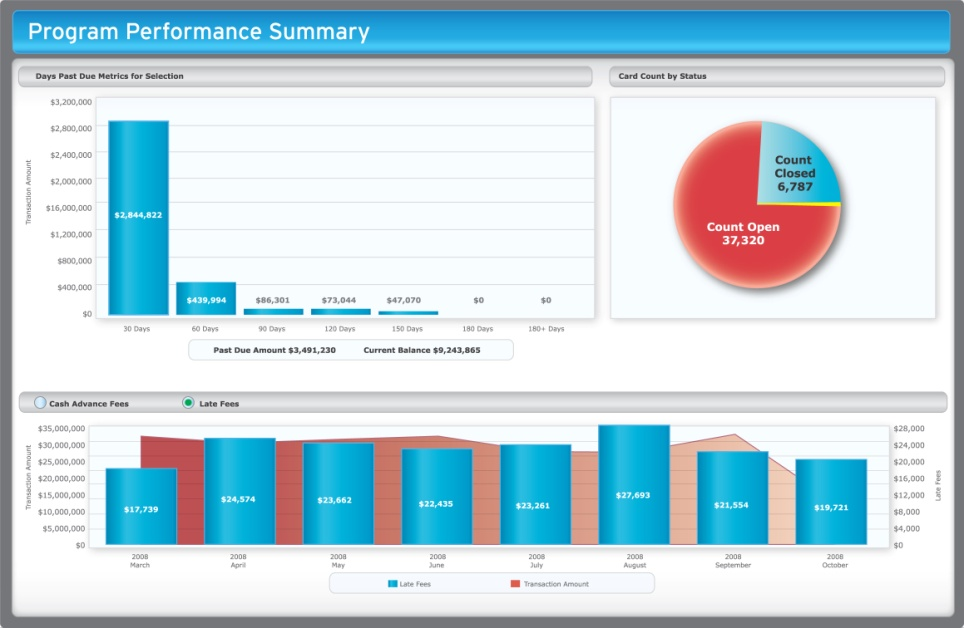 Program Performance Summary
Days Past Due Metrics for Selection
Card Count by Status
Transaction Amount
$3,200,000
$2,800,000
$2,400,000
$2,000,000
$16,000,000
$1,200,000
$800,000
$400,000
$0
$2,844,822
$439,994
$86,301
$73,044
$47,070
$0
$0
30 Days
60 Days
90 Days
120 Days
150 Days
180 Days
180+ Days
Past Due Amount $3,491,230 Current Balance $9,243,865
Count
Closed
6,787
Count Open
37,320
Cash Advance Fees
Late Fees
Transaction Amount
$35,000,000
$30,000,000
$25,000,000
$20,000,000
$15,000,000
$10,000,000
$5,000,000
$0
$17,739
$24,574
$23,662
$22,435
$23,261
$27,693
$21,554
$19,721
$28,000
$24,000
$20,000
$16,000
$12,000
$8,000
$4,000
$0
Late Fees
2008
March
2008
April
2008
May
2008
June
2008
July
2008
August
2008
September
2008
October
Late Fees
Transaction Amount